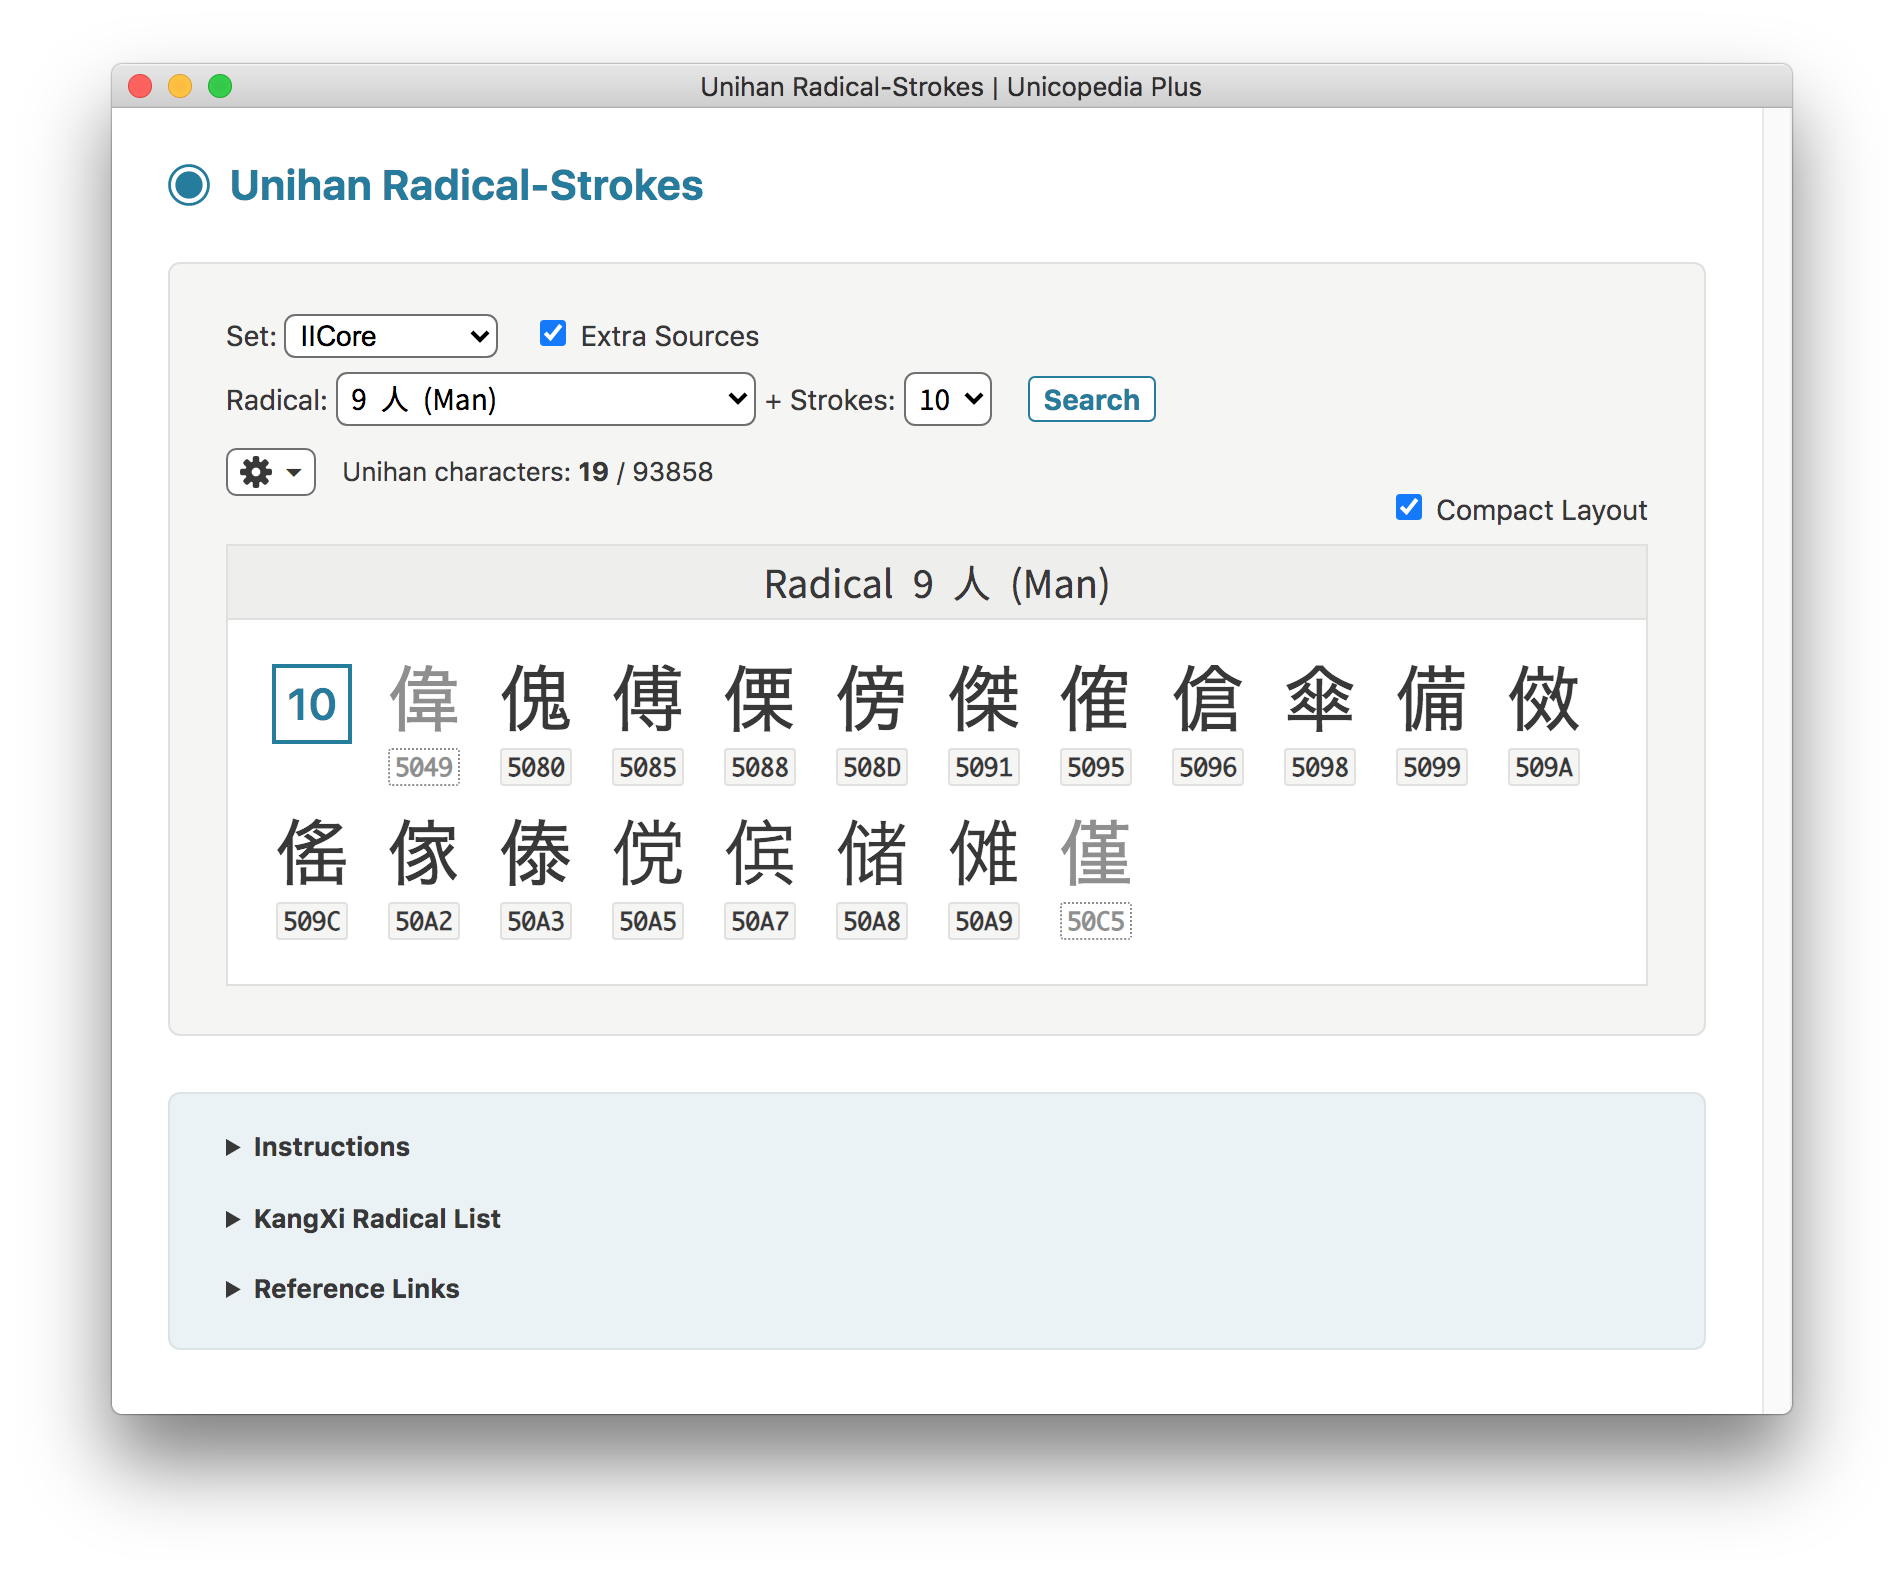 Unihan Radical-Strokes | Unicopedia Plus
Unihan Radical-Strokes
Set: IICore Extra Sources
Radical: 9 人 (Man) + Strokes: 10 Search
Unihan characters: 19 / 93858
Compact Layout
Radical 9 人 (Man)
10 偉 傀 傅 傈 傍 傑 傕 傖 傘 備 傚
5049 5080 5085 5088 508D 5091 5095 5096 5098 5099 509A
傜 傢 傣 傥 傧 储 傩 僅
509C 50A2 50A3 50A5 50A7 50A8 50A9 50C5
Instructions
KangXi Radical List
Reference Links